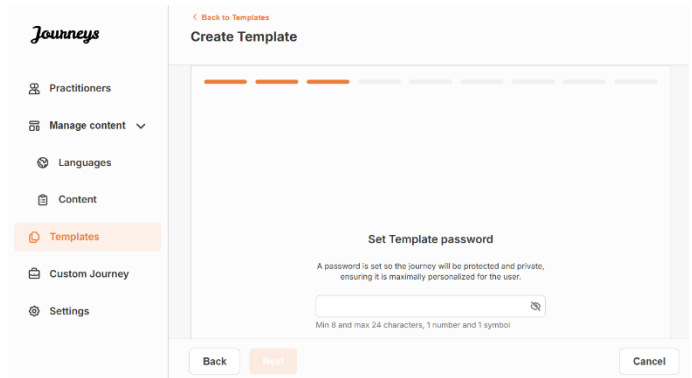 Journeys
Practitioners
Manage content
Languages
Content
Templates
Custom Journey
Settings
< Back to Templates
Create Template
Set Template password
A password is set so the journey will be protected and private,
ensuring it is maximally personalized for the user.
Min 8 and max 24 characters, 1 number and 1 symbol
Back
Next
Cancel